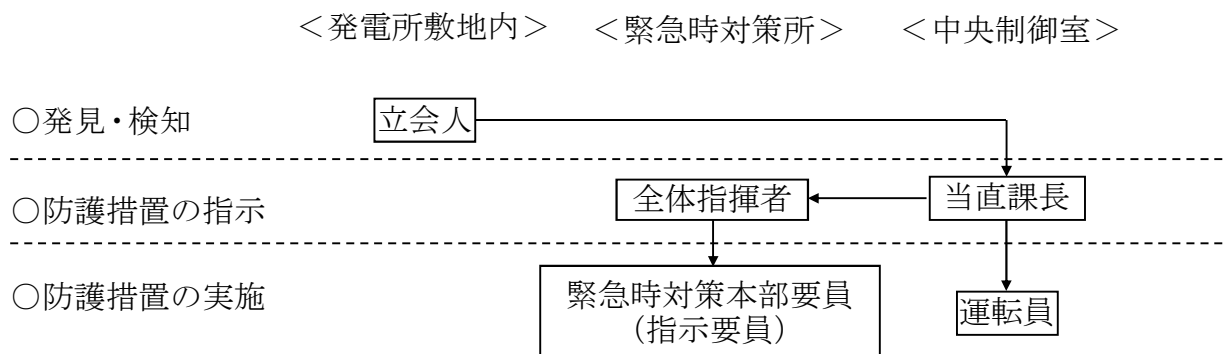 ＜発電所敷地内＞ ＜緊急時対策所＞ ＜中央制御室＞
○発見・検知 立会人
○防護措置の指示 全体指揮者 当直課長
○防護措置の実施 緊急時対策本部要員
（指示要員） 運転員